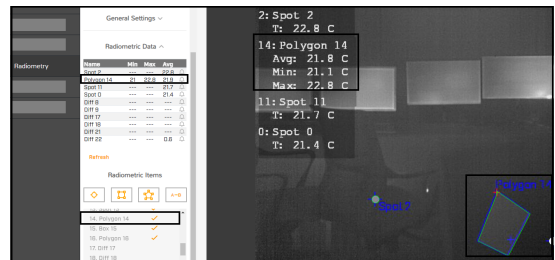 General Settings
Radiometric Data
Radiometry
Name Min Max Avg
Spot 2 --- --- 22.8
Polygon 14 21 22.8 21.9
Spot 11 --- --- 21.7
Spot 0 --- --- 21.4
Diff 8 --- --- ---
Diff 9 --- --- ---
Diff 17 --- --- ---
Diff 18 --- --- ---
Diff 21 --- --- ---
Diff 22 --- --- 0.8
Refresh
Radiometric Items
14. Polygon 14
15. Box 15
16. Polygon 16
17. Diff 17
18. Diff 18
2: Spot 2
T: 22.8 C
14: Polygon 14
Avg: 21.8 C
Min: 21.1 C
Max: 22.8 C
11: Spot 11
T: 21.7 C
0: Spot 0
T: 21.4 C
Polygon 14
Spot